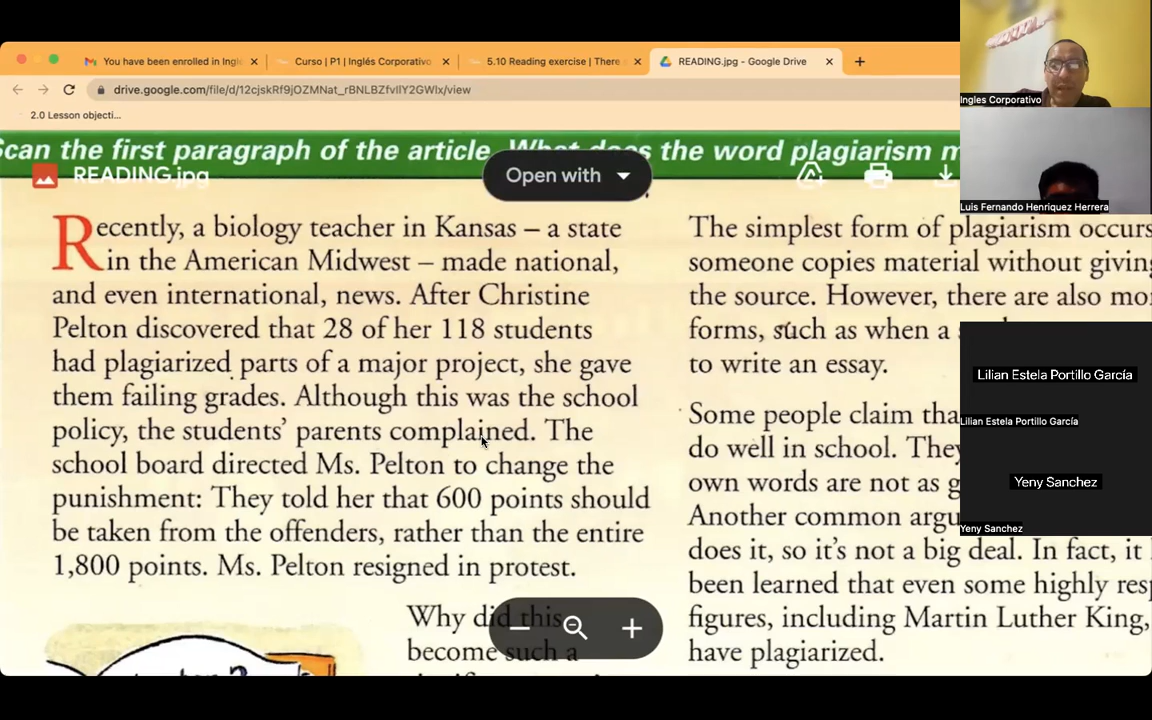 You have been enrolled in Ingl
Curso | P1 | Inglés Corporativo
5.10 Reading exercise | There
READING.jpg - Google Drive
drive.google.com/file/d/12cjskRf9jOZMNat_rBNLBZfvIlY2GWlx/view
2.0 Lesson objecti...
Scan the first paragraph of the article. What does the word plagiarism m
READING.jpg
Open with
Recently, a biology teacher in Kansas – a state
in the American Midwest – made national,
and even international, news. After Christine
Pelton discovered that 28 of her 118 students
had plagiarized parts of a major project, she gave
them failing grades. Although this was the school
policy, the students' parents complained. The
school board directed Ms. Pelton to change the
punishment: They told her that 600 points should
be taken from the offenders, rather than the entire
1,800 points. Ms. Pelton resigned in protest.
Why did this
become such a
The simplest form of plagiarism occurs
someone copies material without giving
the source. However, there are also mo
forms, such as when a s
to write an essay.
Some people claim tha
do well in school. They
own words are not as g
Another common argu
does it, so it's not a big deal. In fact, it
been learned that even some highly resp
figures, including Martin Luther King,
have plagiarized.
Ingles Corporativo
Luis Fernando Henriquez Herrera
Lilian Estela Portillo García
Lilian Estela Portillo García
Yeny Sanchez
Yeny Sanchez